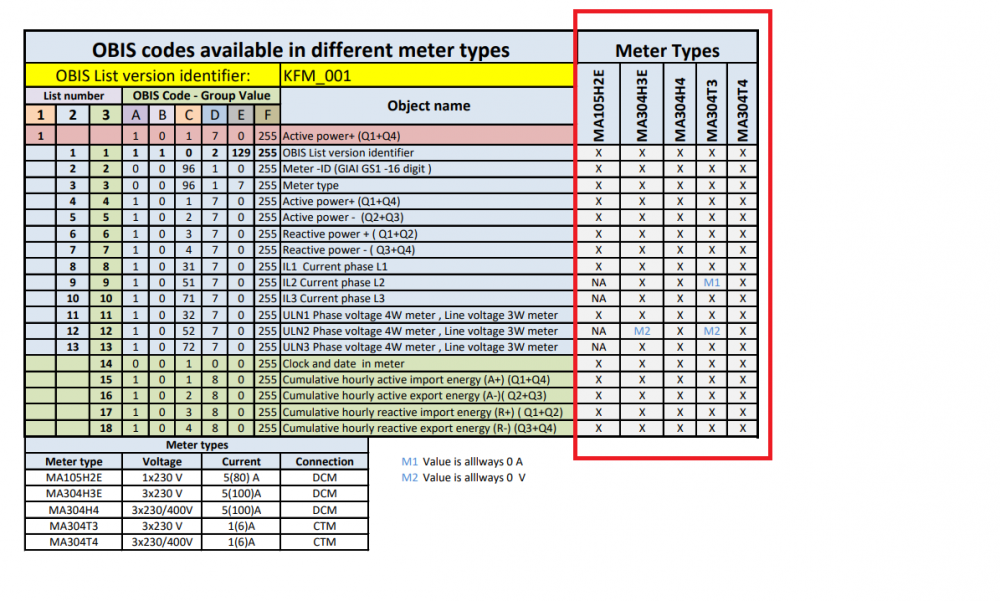 OBIS codes available in different meter types
Meter Types
OBIS List version identifier: KFM_001
MA105H2E MA304H3E MA304H4 MA304T3 MA304T4
List number OBIS Code - Group Value Object name
1 2 3 A B C D E F
1 1 0 1 7 0 255 Active power+ (Q1+Q4)
1 1 1 1 0 2 129 255 OBIS List version identifier X X X X X
2 2 0 0 96 1 0 255 Meter -ID (GIAI GS1 -16 digit ) X X X X X
3 3 0 0 96 1 7 255 Meter type X X X X X
4 4 1 0 1 7 0 255 Active power+ (Q1+Q4) X X X X X
5 5 1 0 2 7 0 255 Active power - (Q2+Q3) X X X X X
6 6 1 0 3 7 0 255 Reactive power + ( Q1+Q2) X X X X X
7 7 1 0 4 7 0 255 Reactive power - ( Q3+Q4) X X X X X
8 8 1 0 31 7 0 255 IL1 Current phase L1 X X X X X
9 9 1 0 51 7 0 255 IL2 Current phase L2 NA X X M1 X
10 10 1 0 71 7 0 255 IL3 Current phase L3 NA X X X X
11 11 1 0 32 7 0 255 ULN1 Phase voltage 4W meter , Line voltage 3W meter X X X X X
12 12 1 0 52 7 0 255 ULN2 Phase voltage 4W meter , Line voltage 3W meter NA M2 X M2 X
13 13 1 0 72 7 0 255 ULN3 Phase voltage 4W meter , Line voltage 3W meter NA X X X X
14 0 0 1 0 0 255 Clock and date in meter X X X X X
15 1 0 1 8 0 255 Cumulative hourly active import energy (A+) (Q1+Q4) X X X X X
16 1 0 2 8 0 255 Cumulative hourly active export energy (A-)( Q2+Q3) X X X X X
17 1 0 3 8 0 255 Cumulative hourly reactive import energy (R+) ( Q1+Q2) X X X X X
18 1 0 4 8 0 255 Cumulative hourly reactive export energy (R-) (Q3+Q4) X X X X X
Meter types
Meter type Voltage Current Connection
MA105H2E 1x230 V 5(80) A DCM
MA304H3E 3x230 V 5(100)A DCM
MA304H4 3x230/400V 5(100)A DCM
MA304T3 3x230 V 1(6)A CTM
MA304T4 3x230/400V 1(6)A CTM
M1 Value is allways 0 A
M2 Value is allways 0 V